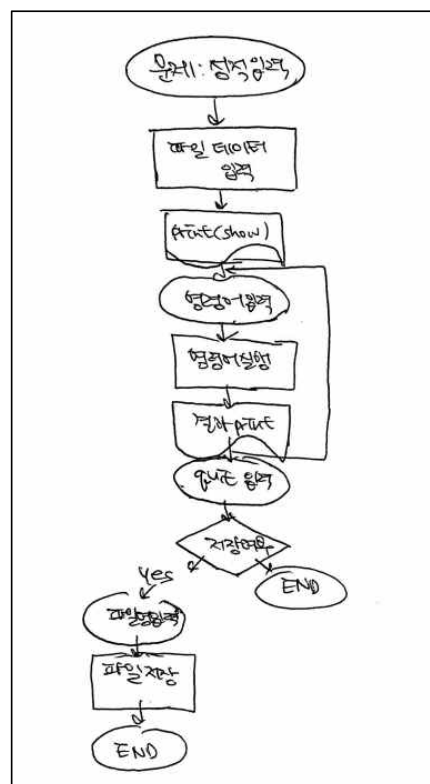 문제: 성적입력
파일 데이터
입력
print(show)
명령어입력
명령어실행
결과 print
quit 입력
저장여부
yes
END
파일명입력
파일저장
END